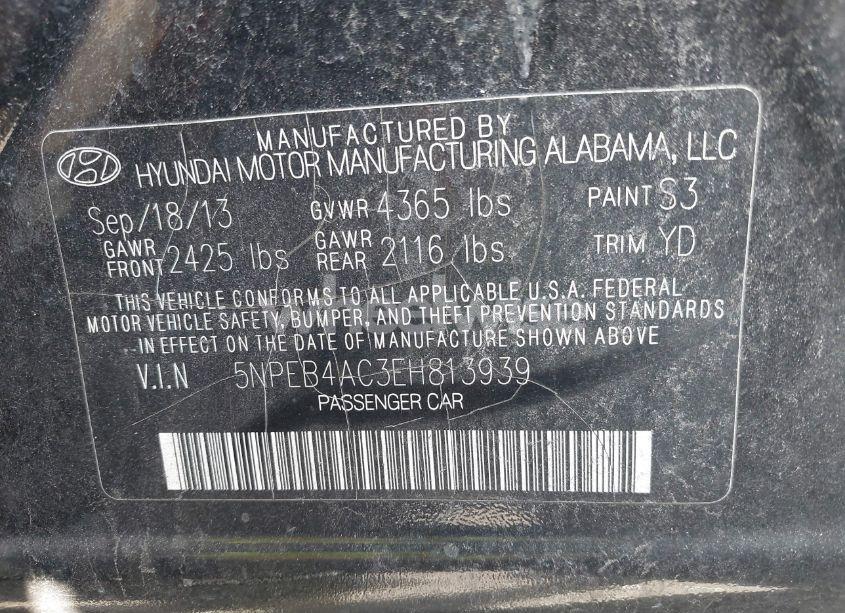 MANUFACTURED BY
HYUNDAI MOTOR MANUFACTURING ALABAMA, LLC
Sep/18/13 GVWR 4365 lbs PAINT S3
GAWR FRONT 2425 lbs GAWR REAR 2116 lbs TRIM YD
THIS VEHICLE CONFORMS TO ALL APPLICABLE U.S.A. FEDERAL
MOTOR VEHICLE SAFETY, BUMPER, AND THEFT PREVENTION STANDARDS
IN EFFECT ON THE DATE OF MANUFACTURE SHOWN ABOVE
V.I.N 5NPEB4AC3EH813939
PASSENGER CAR